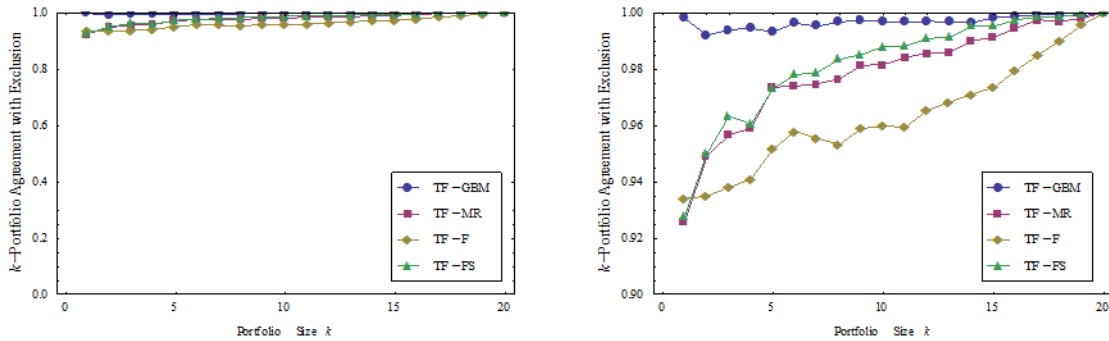 k-Portfolio Agreement with Exclusion
1.0
0.8
0.6
0.4
0.2
0.0
0
5
10
15
20
Portfolio Size k
TF-GBM
TF-MR
TF-F
TF-FS
k-Portfolio Agreement with Exclusion
1.00
0.98
0.96
0.94
0.92
0.90
0
5
10
15
20
Portfolio Size k
TF-GBM
TF-MR
TF-F
TF-FS